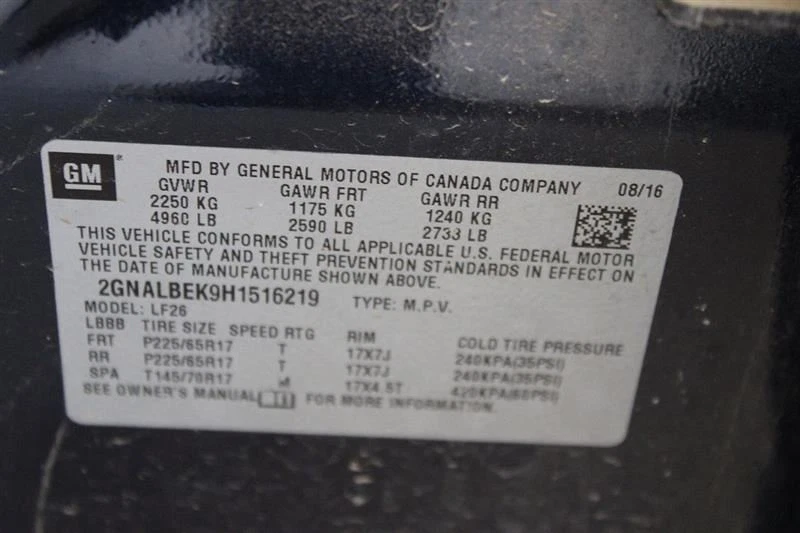 GM
MFD BY GENERAL MOTORS OF CANADA COMPANY 08/16
GVWR GAWR FRT GAWR RR
2250 KG 1175 KG 1240 KG
4960 LB 2590 LB 2733 LB
THIS VEHICLE CONFORMS TO ALL APPLICABLE U.S. FEDERAL MOTOR
VEHICLE SAFETY AND THEFT PREVENTION STANDARDS IN EFFECT ON
THE DATE OF MANUFACTURE SHOWN ABOVE.
2GNALBEK9H1516219 TYPE: M.P.V.
MODEL: LF26
LBBB TIRE SIZE SPEED RTG RIM COLD TIRE PRESSURE
FRT P225/65R17 T 17X7J 240KPA(35PSI)
RR P225/65R17 T 17X7J 240KPA(35PSI)
SPA T145/70R17 M 17X4.5T 420KPA(60PSI)
SEE OWNER'S MANUAL FOR MORE INFORMATION.